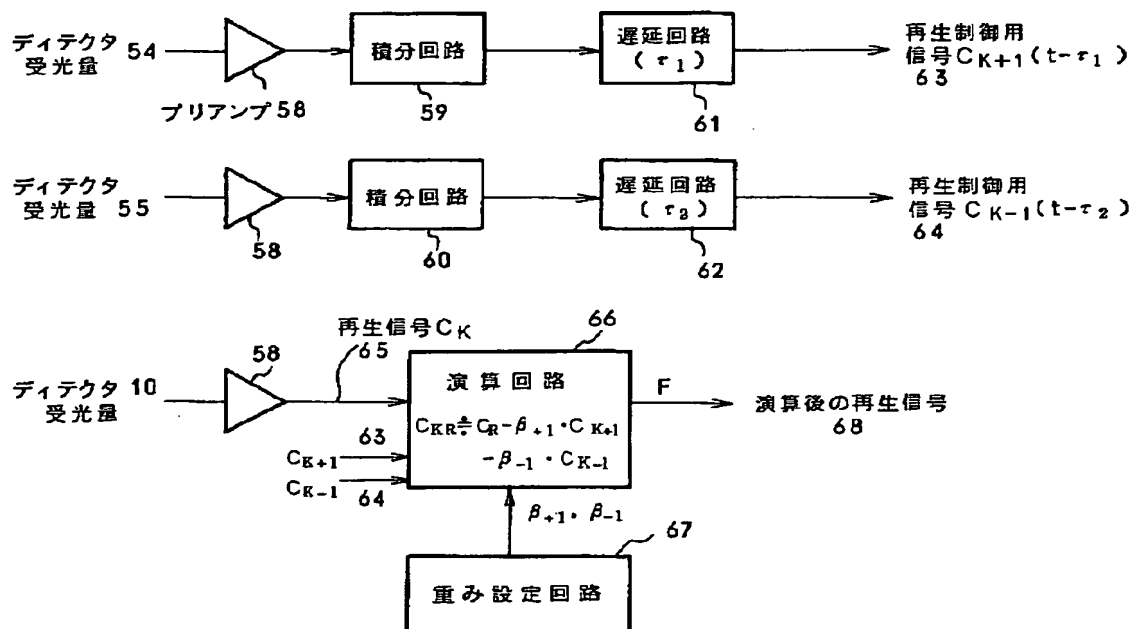 ディテクタ 54
受光量
プリアンプ 58
積分回路
59
遅延回路
(τ1)
61
再生制御用
信号CK+1(t-τ1)
63
ディテクタ 55
受光量
58
積分回路
60
遅延回路
(τ2)
62
再生制御用
信号CK-1(t-τ2)
64
ディテクタ 10
受光量
58
再生信号CK
65
66
演算回路
CKR≑CR-β+1・CK+1
-β-1・CK-1
CK+1 63
CK-1 64
F
演算後の再生信号
68
β+1・β-1
67
重み設定回路